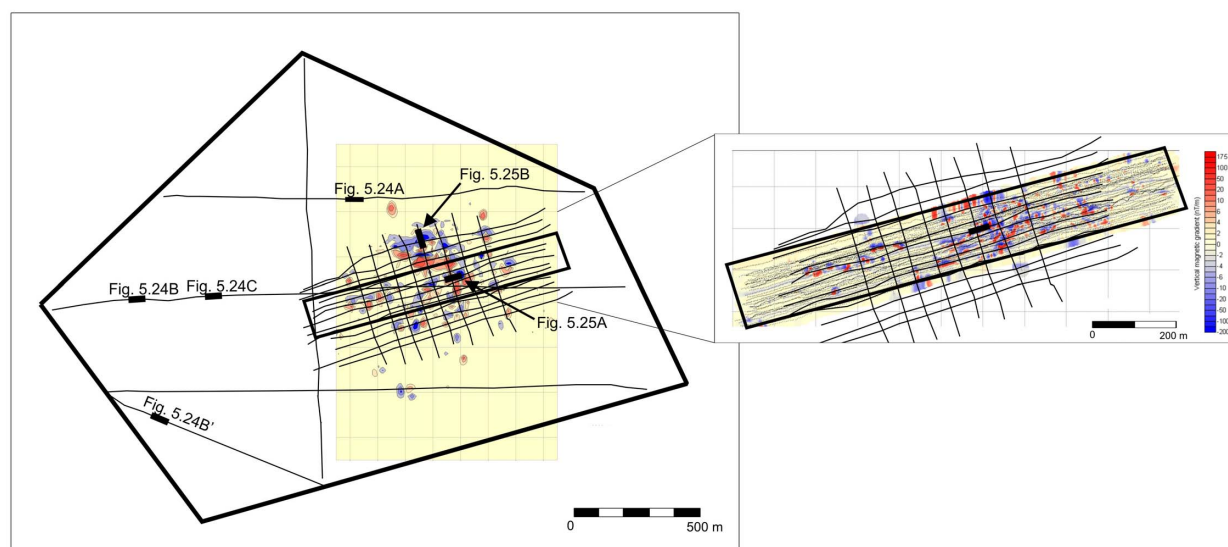 Fig. 5.25B
Fig. 5.24A
Fig. 5.24B
Fig. 5.24C
Fig. 5.25A
Fig. 5.24B'
0
500 m
0
200 m
175
100
50
20
10
6
4
2
0
-2
-4
-6
-10
-20
-50
-100
-200
Vertical magnetic gradient (nT/m)